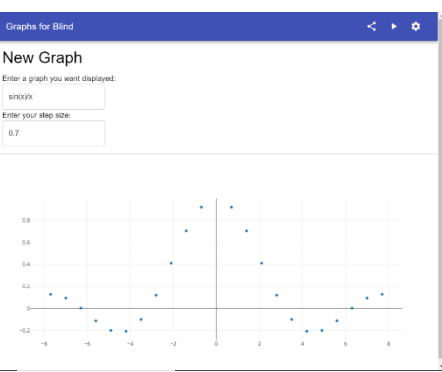 Graphs for Blind
New Graph
Enter a graph you want displayed:
sin(x)/x
Enter your step size:
0.7
0.8
0.6
0.4
0.2
0
−0.2
−8 −6 −4 −2 0 2 4 6 8